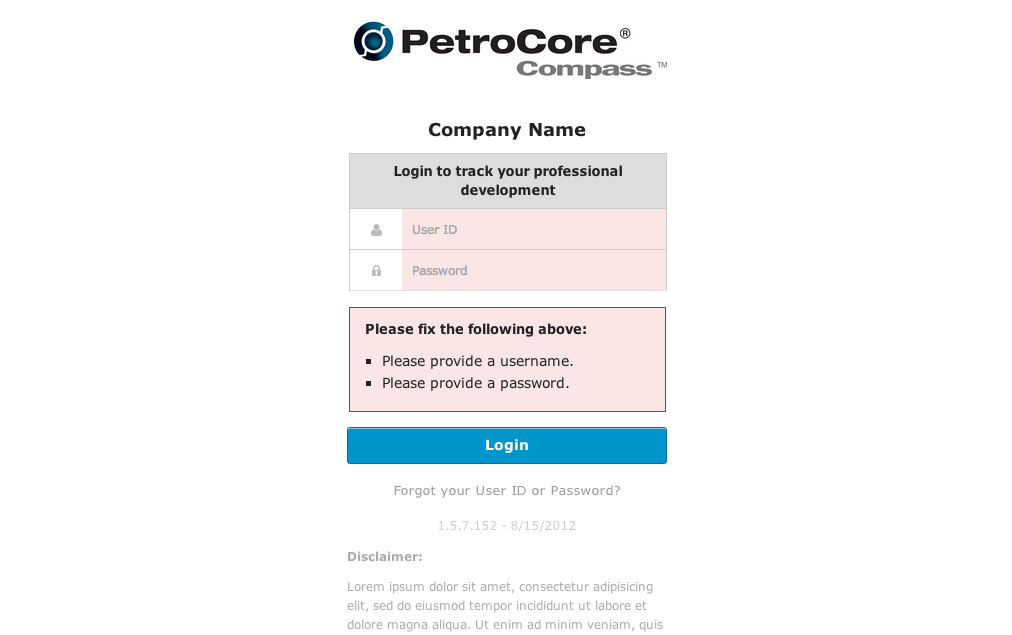 PetroCore®
Compass ™
Company Name
Login to track your professional
development
User ID
Password
Please fix the following above:
Please provide a username.
Please provide a password.
Login
Forgot your User ID or Password?
1.5.7.152 - 8/15/2012
Disclaimer:
Lorem ipsum dolor sit amet, consectetur adipisicing
elit, sed do eiusmod tempor incididunt ut labore et
dolore magna aliqua. Ut enim ad minim veniam, quis